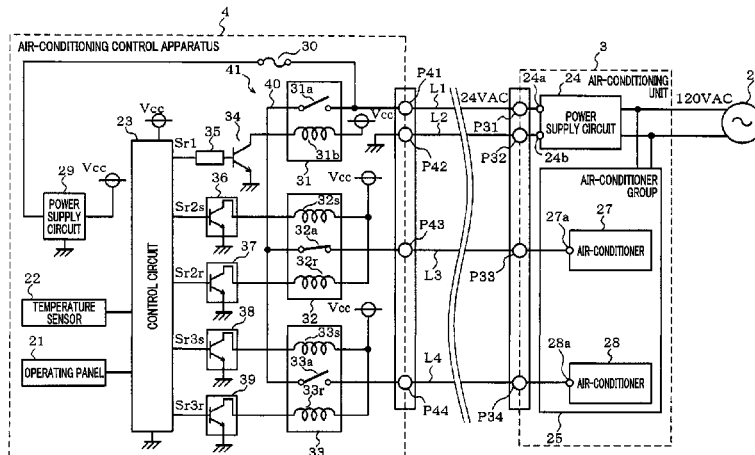 4
AIR-CONDITIONING CONTROL APPARATUS
30
41
40
31a
Vcc
31b
31
23
Vcc
34
35
Sr1
29
POWER
SUPPLY
CIRCUIT
Vcc
CONTROL CIRCUIT
36
Sr2s
32s
Vcc
32a
37
Sr2r
32r
32
22
TEMPERATURE
SENSOR
38
Sr3s
33s
Vcc
33a
21
OPERATING PANEL
39
Sr3r
33r
33
P41
24VAC
L1
L2
P42
P31
P32
P43
L3
P33
L4
P44
P34
3
AIR-CONDITIONING
UNIT
24a
24
POWER
SUPPLY CIRCUIT
24b
120VAC
2
AIR-CONDITIONER
GROUP
27a
27
AIR-CONDITIONER
28a
28
AIR-CONDITIONER
25